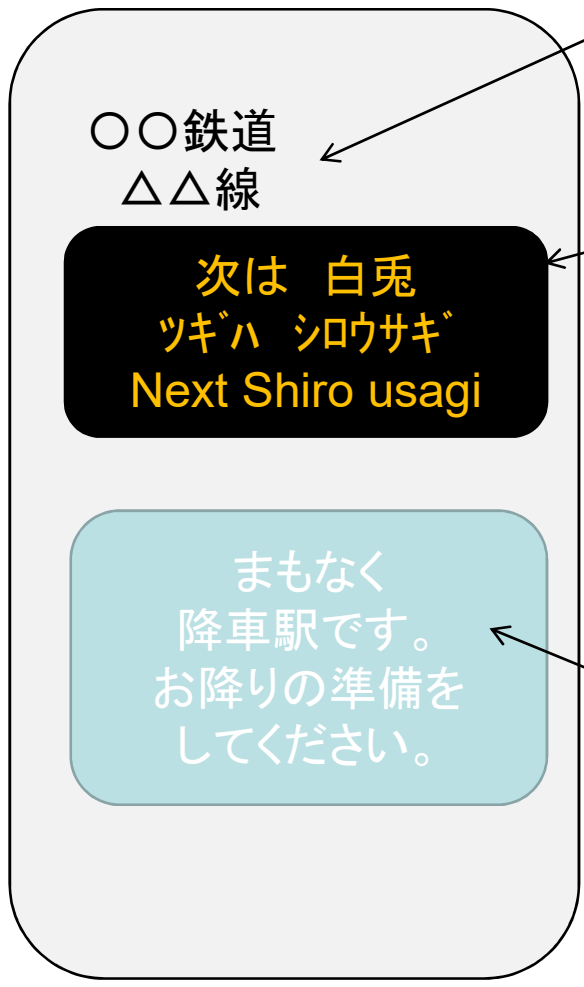 〇〇鉄道
△△線
次は　白兎
ﾂｷﾞﾊ　ｼﾛｳｻｷﾞ
Next Shiro usagi
まもなく
降車駅です。
お降りの準備を
してください。